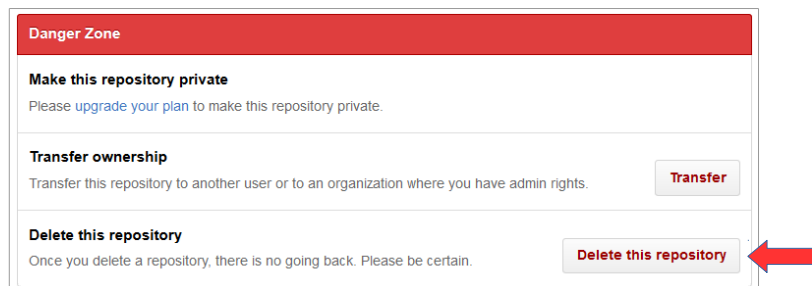 Danger Zone
Make this repository private
Please upgrade your plan to make this repository private.
Transfer ownership
Transfer this repository to another user or to an organization where you have admin rights.
Transfer
Delete this repository
Once you delete a repository, there is no going back. Please be certain.
Delete this repository